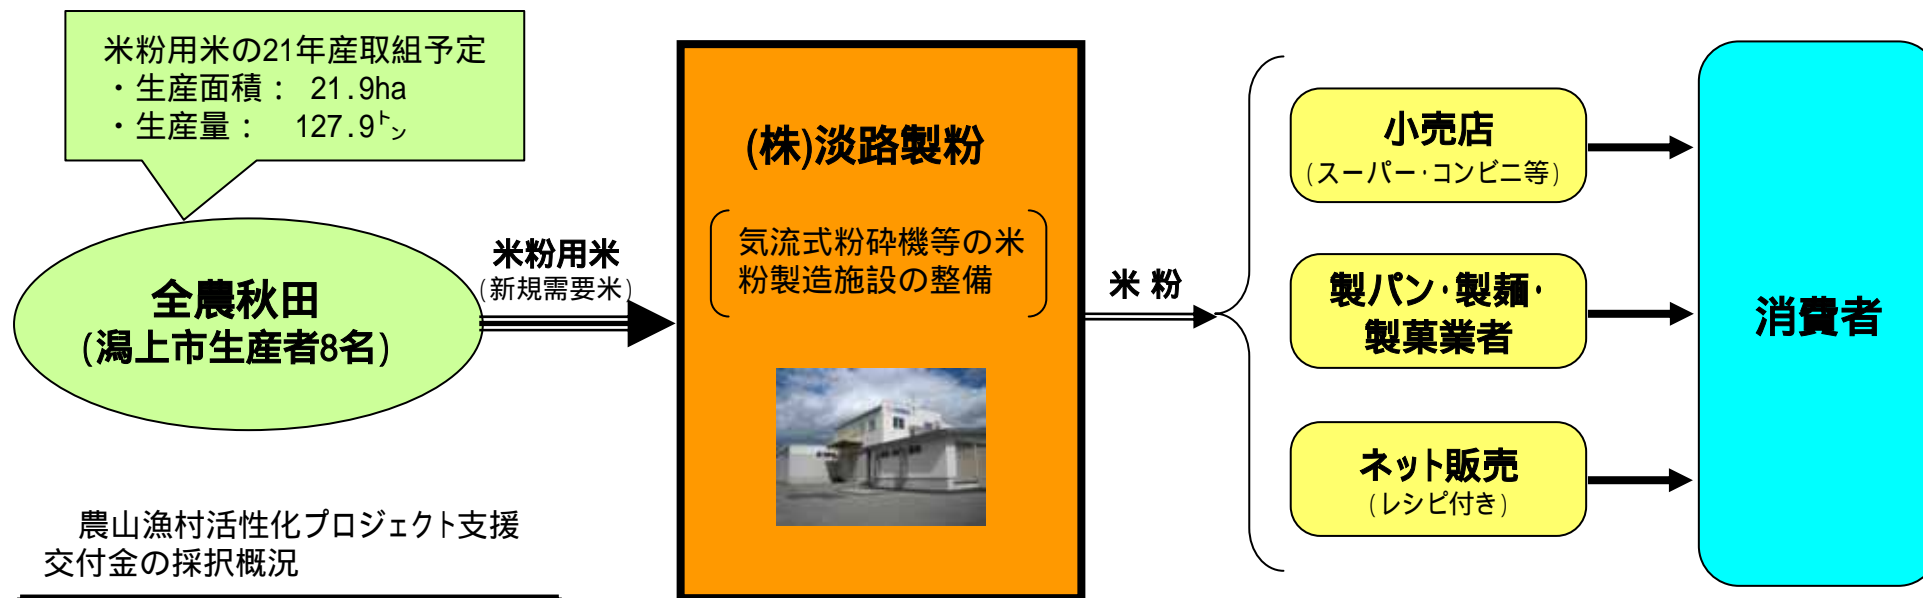 米粉用米の21年産取組予定
・生産面積： 21.9ha
・生産量： 127.9トン
全農秋田
(潟上市生産者8名)
米粉用米
(新規需要米)
(株)淡路製粉
気流式粉砕機等の米
粉製造施設の整備
米 粉
小売店
(スーパー・コンビニ等)
製パン・製麺・
製菓業者
ネット販売
(レシピ付き)
消費者
農山漁村活性化プロジェクト支援
交付金の採択概況